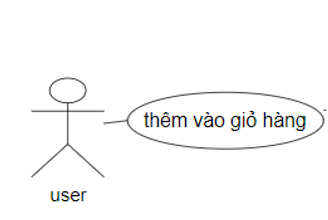 thêm vào giỏ hàng
user